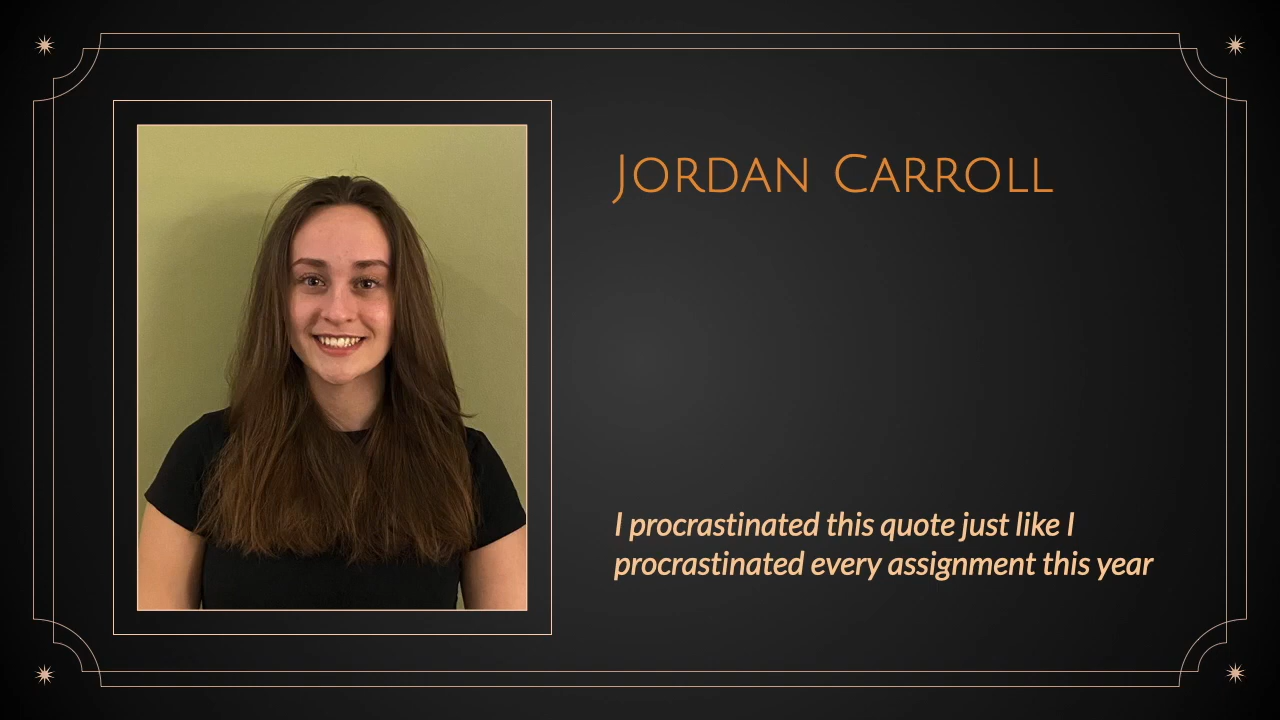 Jordan Carroll
I procrastinated this quote just like I
procrastinated every assignment this year